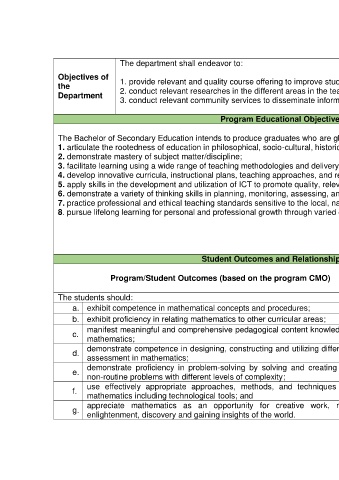 The department shall endeavor to:
Objectives of
the
Department
1. provide relevant and quality course offering to improve stud
2. conduct relevant researches in the different areas in the tea
3. conduct relevant community services to disseminate inform
Program Educational Objective
The Bachelor of Secondary Education intends to produce graduates who are gl
1. articulate the rootedness of education in philosophical, socio-cultural, historic
2. demonstrate mastery of subject matter/discipline;
3. facilitate learning using a wide range of teaching methodologies and delivery
4. develop innovative curricula, instructional plans, teaching approaches, and re
5. apply skills in the development and utilization of ICT to promote quality, relev
6. demonstrate a variety of thinking skills in planning, monitoring, assessing, an
7. practice professional and ethical teaching standards sensitive to the local, na
8. pursue lifelong learning for personal and professional growth through varied
Student Outcomes and Relationship
Program/Student Outcomes (based on the program CMO)
The students should:
a. exhibit competence in mathematical concepts and procedures;
b. exhibit proficiency in relating mathematics to other curricular areas;
c. manifest meaningful and comprehensive pedagogical content knowled
mathematics;
d. demonstrate competence in designing, constructing and utilizing differ
assessment in mathematics;
e. demonstrate proficiency in problem-solving by solving and creating
non-routine problems with different levels of complexity;
f. use effectively appropriate approaches, methods, and techniques
mathematics including technological tools; and
g. appreciate mathematics as an opportunity for creative work, m
enlightenment, discovery and gaining insights of the world.